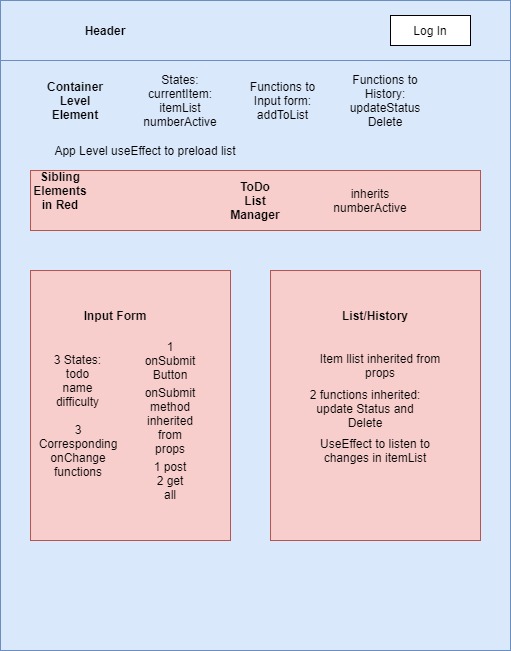 Header
Log In
Container
Level
Element
States:
currentItem:
itemList
numberActive
Functions to
Input form:
addToList
Functions to
History:
updateStatus
Delete
App Level useEffect to preload list
Sibling
Elements
in Red
ToDo
List
Manager
inherits
numberActive
Input Form
3 States:
todo
name
difficulty
3
Corresponding
onChange
functions
1
onSubmit
Button
onSubmit
method
inherited
from
props
1 post
2 get
all
List/History
Item llist inherited from
props
2 functions inherited:
update Status and
Delete
UseEffect to listen to
changes in itemList